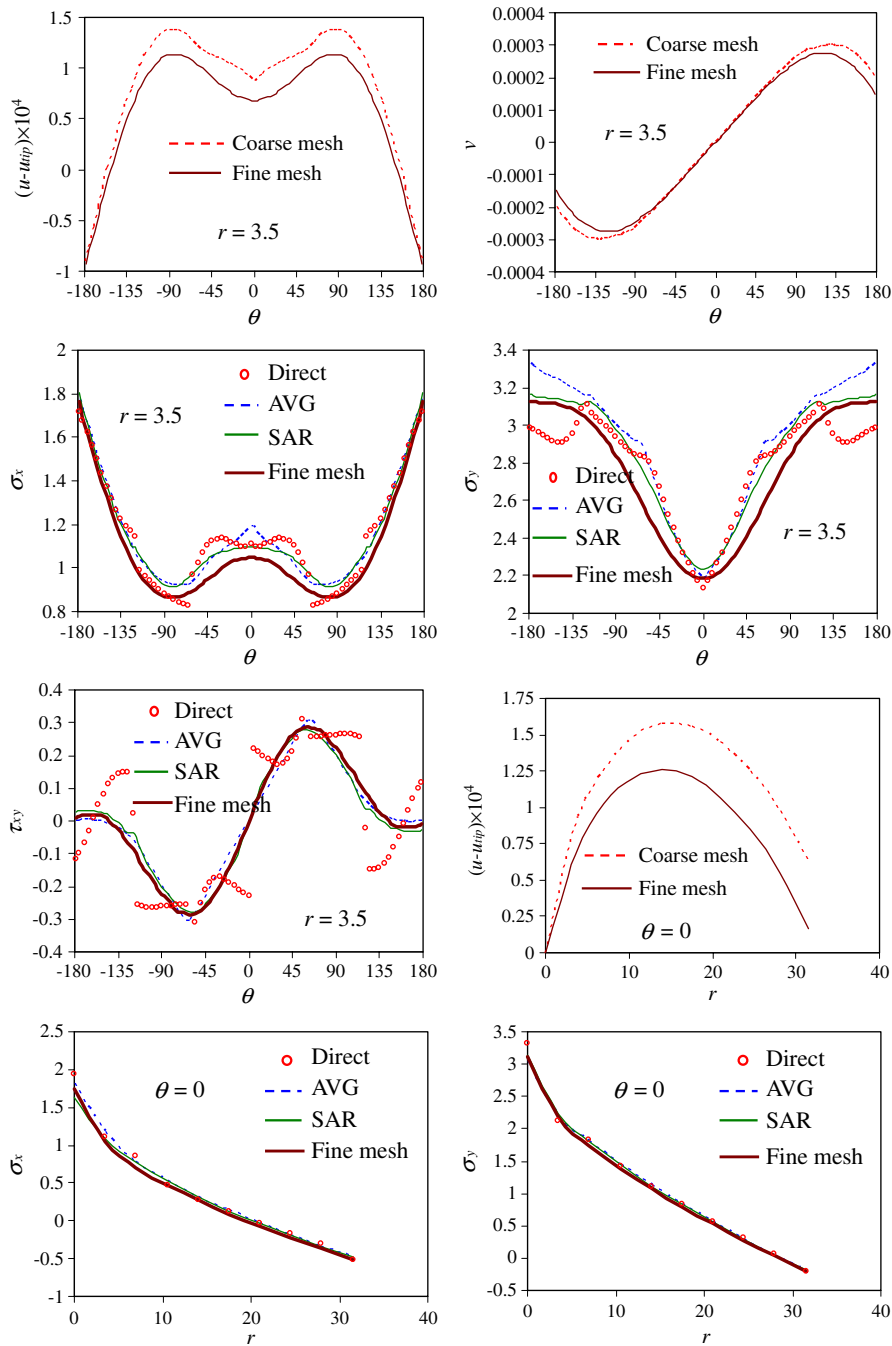 1.5
1
0.5
0
-0.5
-1
(u-utip)×10⁴
Coarse mesh
Fine mesh
r = 3.5
-180 -135 -90 -45 0 45 90 135 180
θ
0.0004
0.0003
0.0002
0.0001
0
-0.0001
-0.0002
-0.0003
-0.0004
v
Coarse mesh
Fine mesh
r = 3.5
-180 -135 -90 -45 0 45 90 135 180
θ
2
1.8
1.6
1.4
1.2
1.0
0.8
σx
r = 3.5
Direct
AVG
SAR
Fine mesh
-180 -135 -90 -45 0 45 90 135 180
θ
3.4
3.2
3
2.8
2.6
2.4
2.2
2
σy
Direct
AVG
SAR
Fine mesh
r = 3.5
-180 -135 -90 -45 0 45 90 135 180
θ
0.4
0.3
0.2
0.1
0
-0.1
-0.2
-0.3
-0.4
τxy
Direct
AVG
SAR
Fine mesh
r = 3.5
-180 -135 -90 -45 0 45 90 135 180
θ
1.75
1.5
1.25
1
0.75
0.5
0.25
0
(u-utip)×10⁴
Coarse mesh
Fine mesh
θ = 0
0 10 20 30 40
r
2.5
2
1.5
1
0.5
0
-0.5
-1
σx
θ = 0
Direct
AVG
SAR
Fine mesh
0 10 20 30 40
r
3.5
3
2.5
2
1.5
1
0.5
0
-0.5
σy
θ = 0
Direct
AVG
SAR
Fine mesh
0 10 20 30 40
r